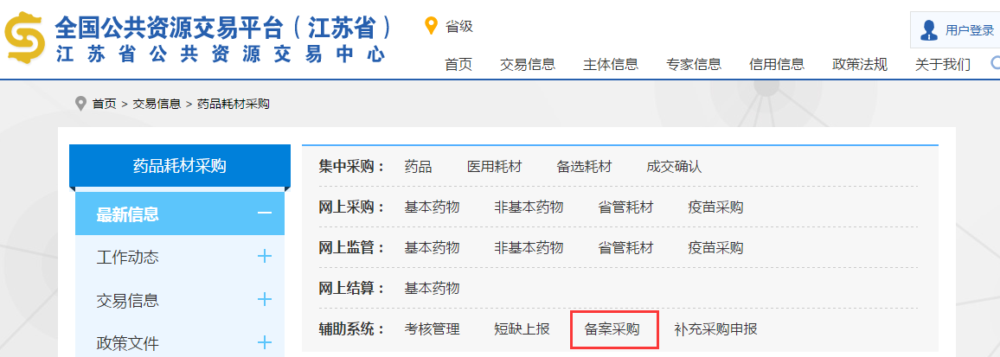 全国公共资源交易平台（江苏省）
江苏省公共资源交易中心
省级
用户登录
首页 交易信息 主体信息 专家信息 信用信息 政策法规 关于我们
首页 > 交易信息 > 药品耗材采购
药品耗材采购
最新信息
工作动态
交易信息
政策文件
集中采购： 药品 医用耗材 备选耗材 成交确认
网上采购： 基本药物 非基本药物 省管耗材 疫苗采购
网上监管： 基本药物 非基本药物 省管耗材 疫苗采购
网上结算： 基本药物
辅助系统： 考核管理 短缺上报 备案采购 补充采购申报